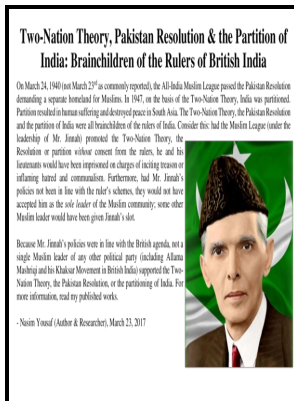 Two-Nation Theory, Pakistan Resolution & the Partition of
India: Brainchildren of the Rulers of British India
On March 24, 1940 (not March 23rd as commonly reported), the All-India Muslim League passed the Pakistan Resolution
demanding a separate homeland for Muslims. In 1947, on the basis of the Two-Nation Theory, India was partitioned.
Partition resulted in human suffering and destroyed peace in South Asia. The Two-Nation Theory, the Pakistan Resolution
and the partition of India were all brainchildren of the rulers of India. Consider this: had the Muslim League (under the
leadership of Mr. Jinnah) promoted the Two-Nation Theory, the
Resolution or partition without consent from the rulers, he and his
lieutenants would have been imprisoned on charges of inciting treason or
inflaming hatred and communalism. Furthermore, had Mr. Jinnah's
policies not been in line with the ruler's schemes, they would not have
accepted him as the sole leader of the Muslim community; some other
Muslim leader would have been given Jinnah's slot.
Because Mr. Jinnah's policies were in line with the British agenda, not a
single Muslim leader of any other political party (including Allama
Mashriqi and his Khaksar Movement in British India) supported the Two-
Nation Theory, the Pakistan Resolution, or the partitioning of India. For
more information, read my published works.
- Nasim Yousaf (Author & Researcher), March 23, 2017